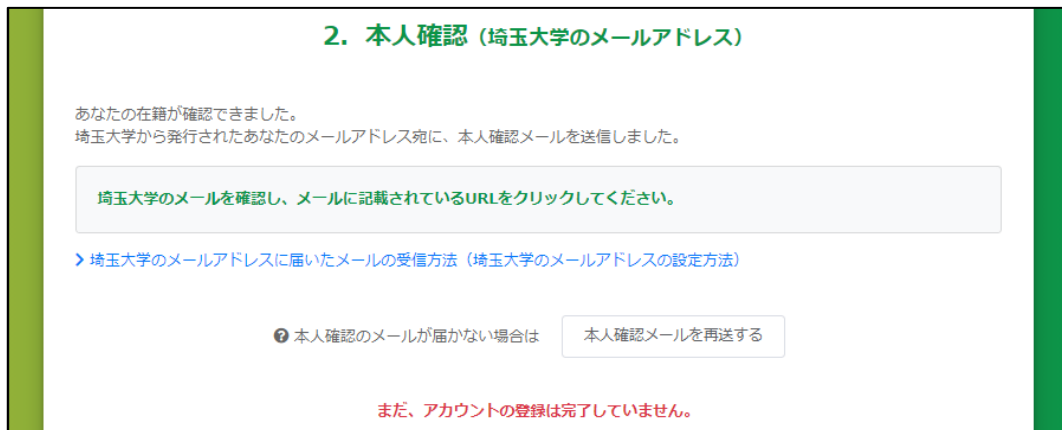 2. 本人確認（埼玉大学のメールアドレス）
あなたの在籍が確認できました。
埼玉大学から発行されたあなたのメールアドレス宛に、本人確認メールを送信しました。
埼玉大学のメールを確認し、メールに記載されているURLをクリックしてください。
埼玉大学のメールアドレスに届いたメールの受信方法（埼玉大学のメールアドレスの設定方法）
本人確認のメールが届かない場合は 本人確認メールを再送する
まだ、アカウントの登録は完了していません。